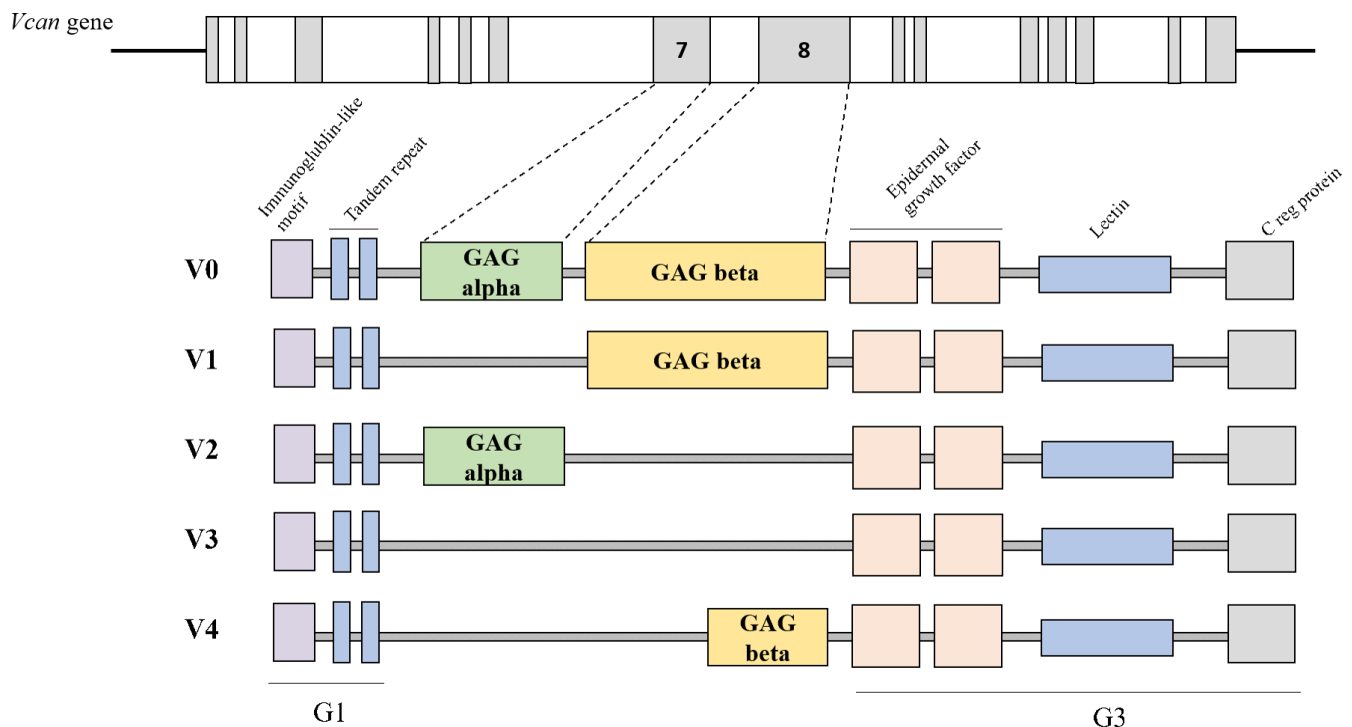 Vcan gene
7
8
Immunoglublin-like
motif
Tandem repeat
Epidermal
growth factor
Lectin
C reg protein
V0
GAG
alpha
GAG beta
V1
GAG beta
V2
GAG
alpha
V3
V4
GAG
beta
G1
G3